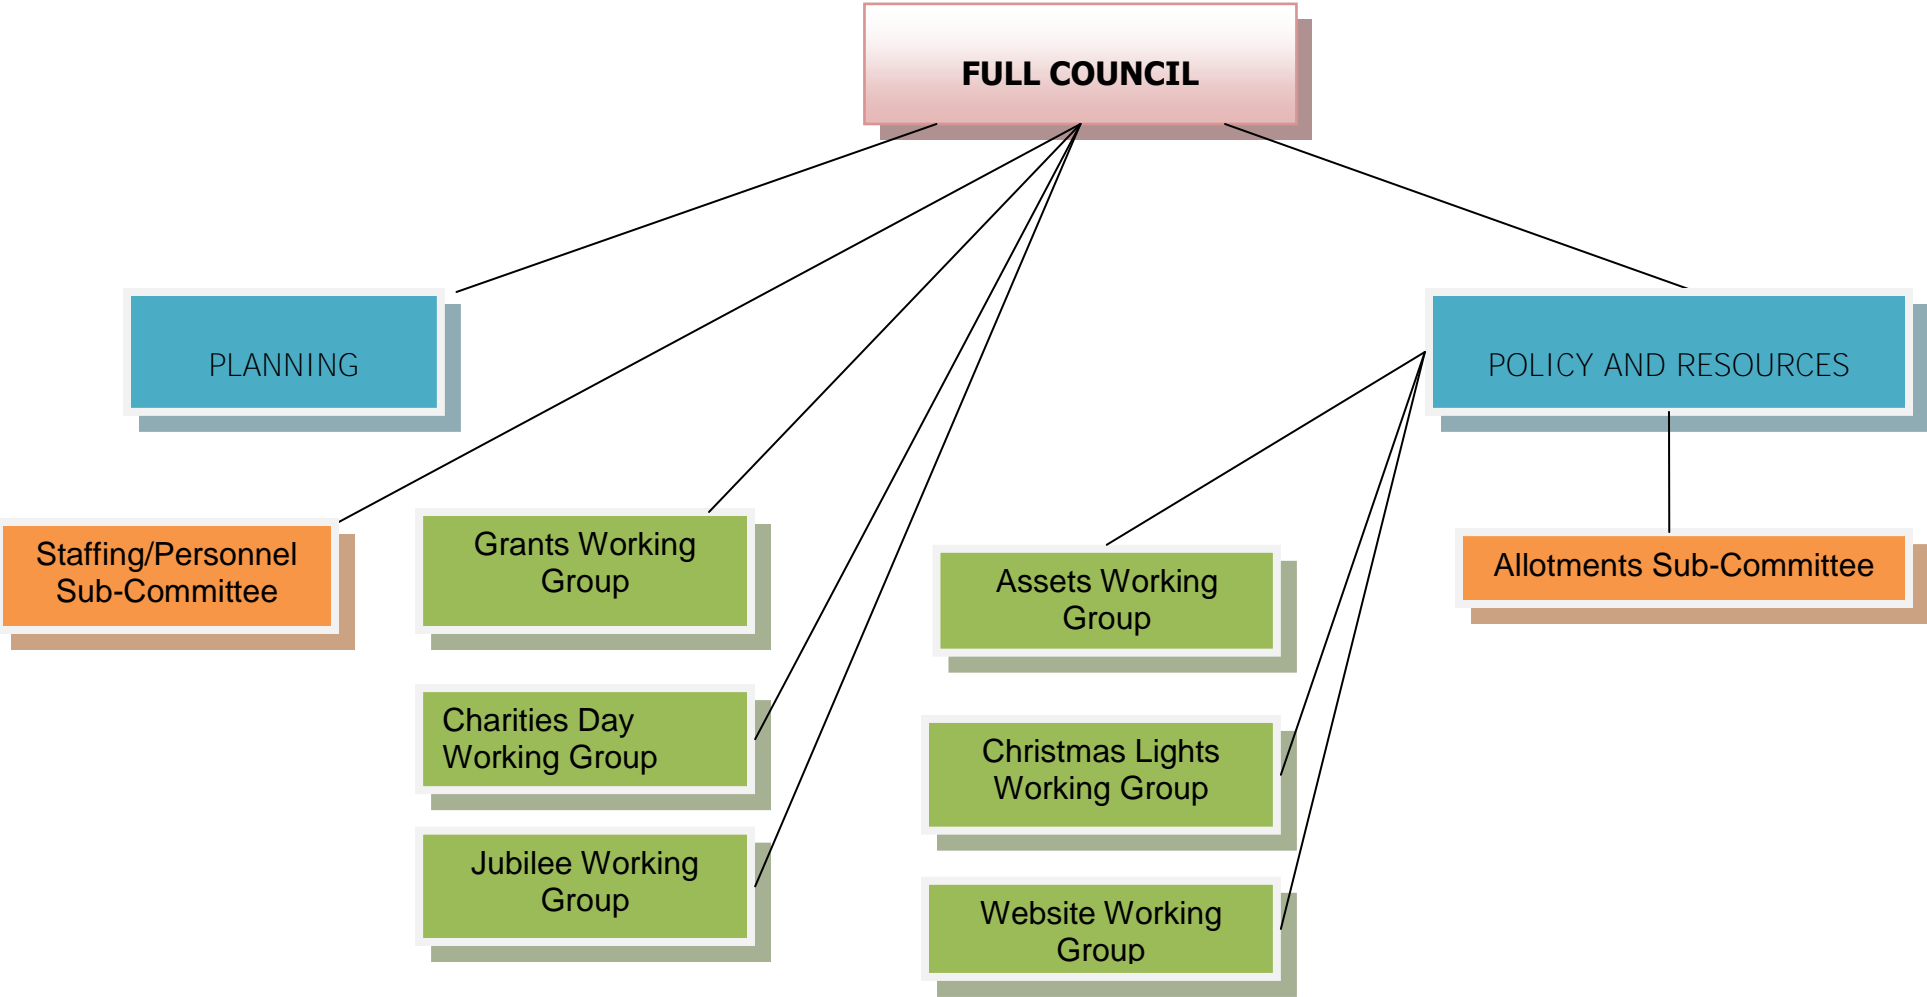 FULL COUNCIL
PLANNING
POLICY AND RESOURCES
Staffing/Personnel
Sub-Committee
Grants Working
Group
Assets Working
Group
Allotments Sub-Committee
Charities Day
Working Group
Christmas Lights
Working Group
Jubilee Working
Group
Website Working
Group